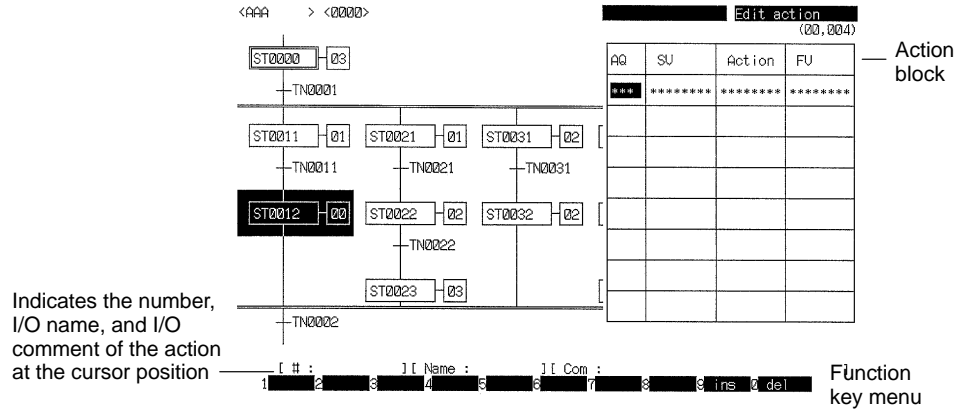 <AAA > <0000>
Edit action
(00,004)
ST0000 03
TN0001
AQ SV Action FV
*** ******** ******** ********
Action
block
ST0011 01 ST0021 01 ST0031 02
TN0011 TN0021 TN0031
ST0012 00 ST0022 02 ST0032 02
TN0022
ST0023 03
TN0002
Indicates the number,
I/O name, and I/O
comment of the action
at the cursor position
[ # : ][ Name : ][ Com :
1 2 3 4 5 6 7 8 9 ins 0 del
Function
key menu